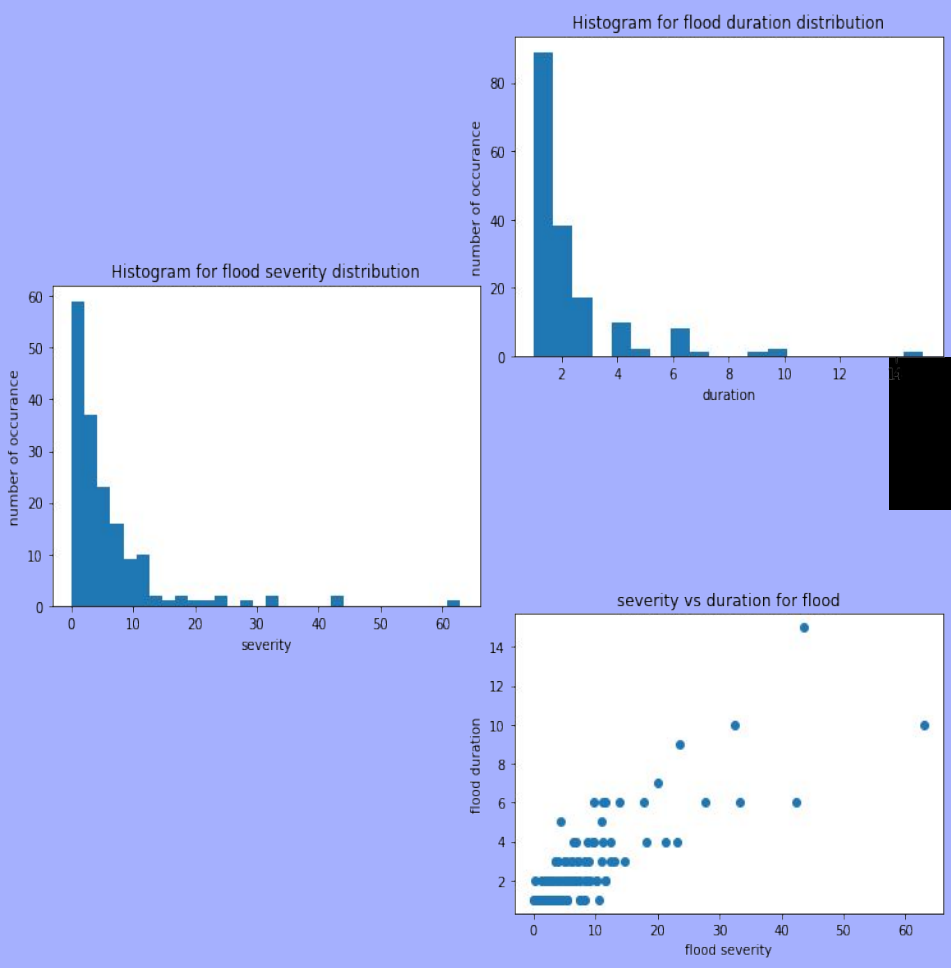 Histogram for flood duration distribution
number of occurance
80
60
40
20
0
2 4 6 8 10 12 14
duration
Histogram for flood severity distribution
number of occurance
60
50
40
30
20
10
0
0 10 20 30 40 50 60
severity
severity vs duration for flood
flood duration
14
12
10
8
6
4
2
0 10 20 30 40 50 60
flood severity